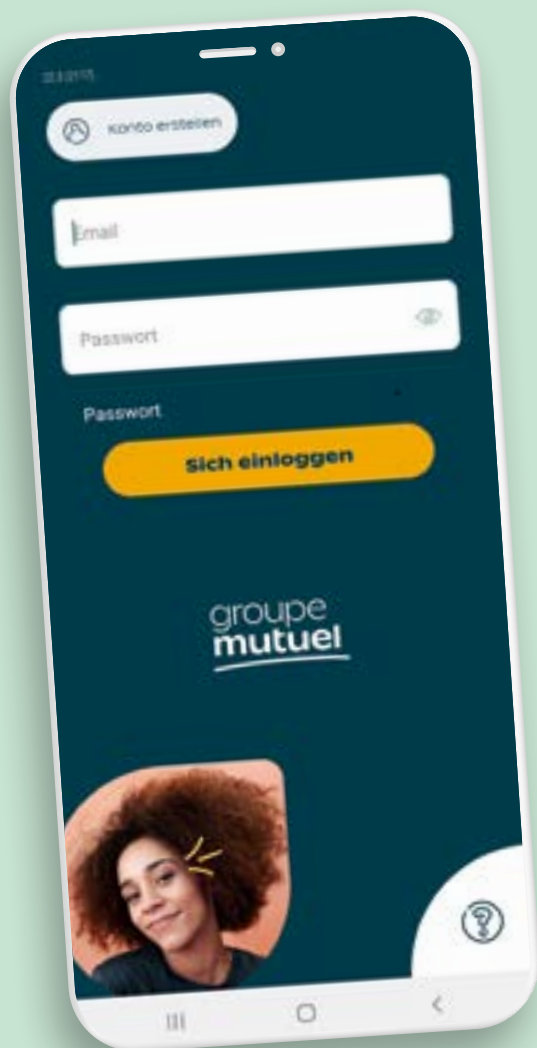 Konto erstellen
Email
Passwort
Passwort
Sich einloggen
groupe
mutuel